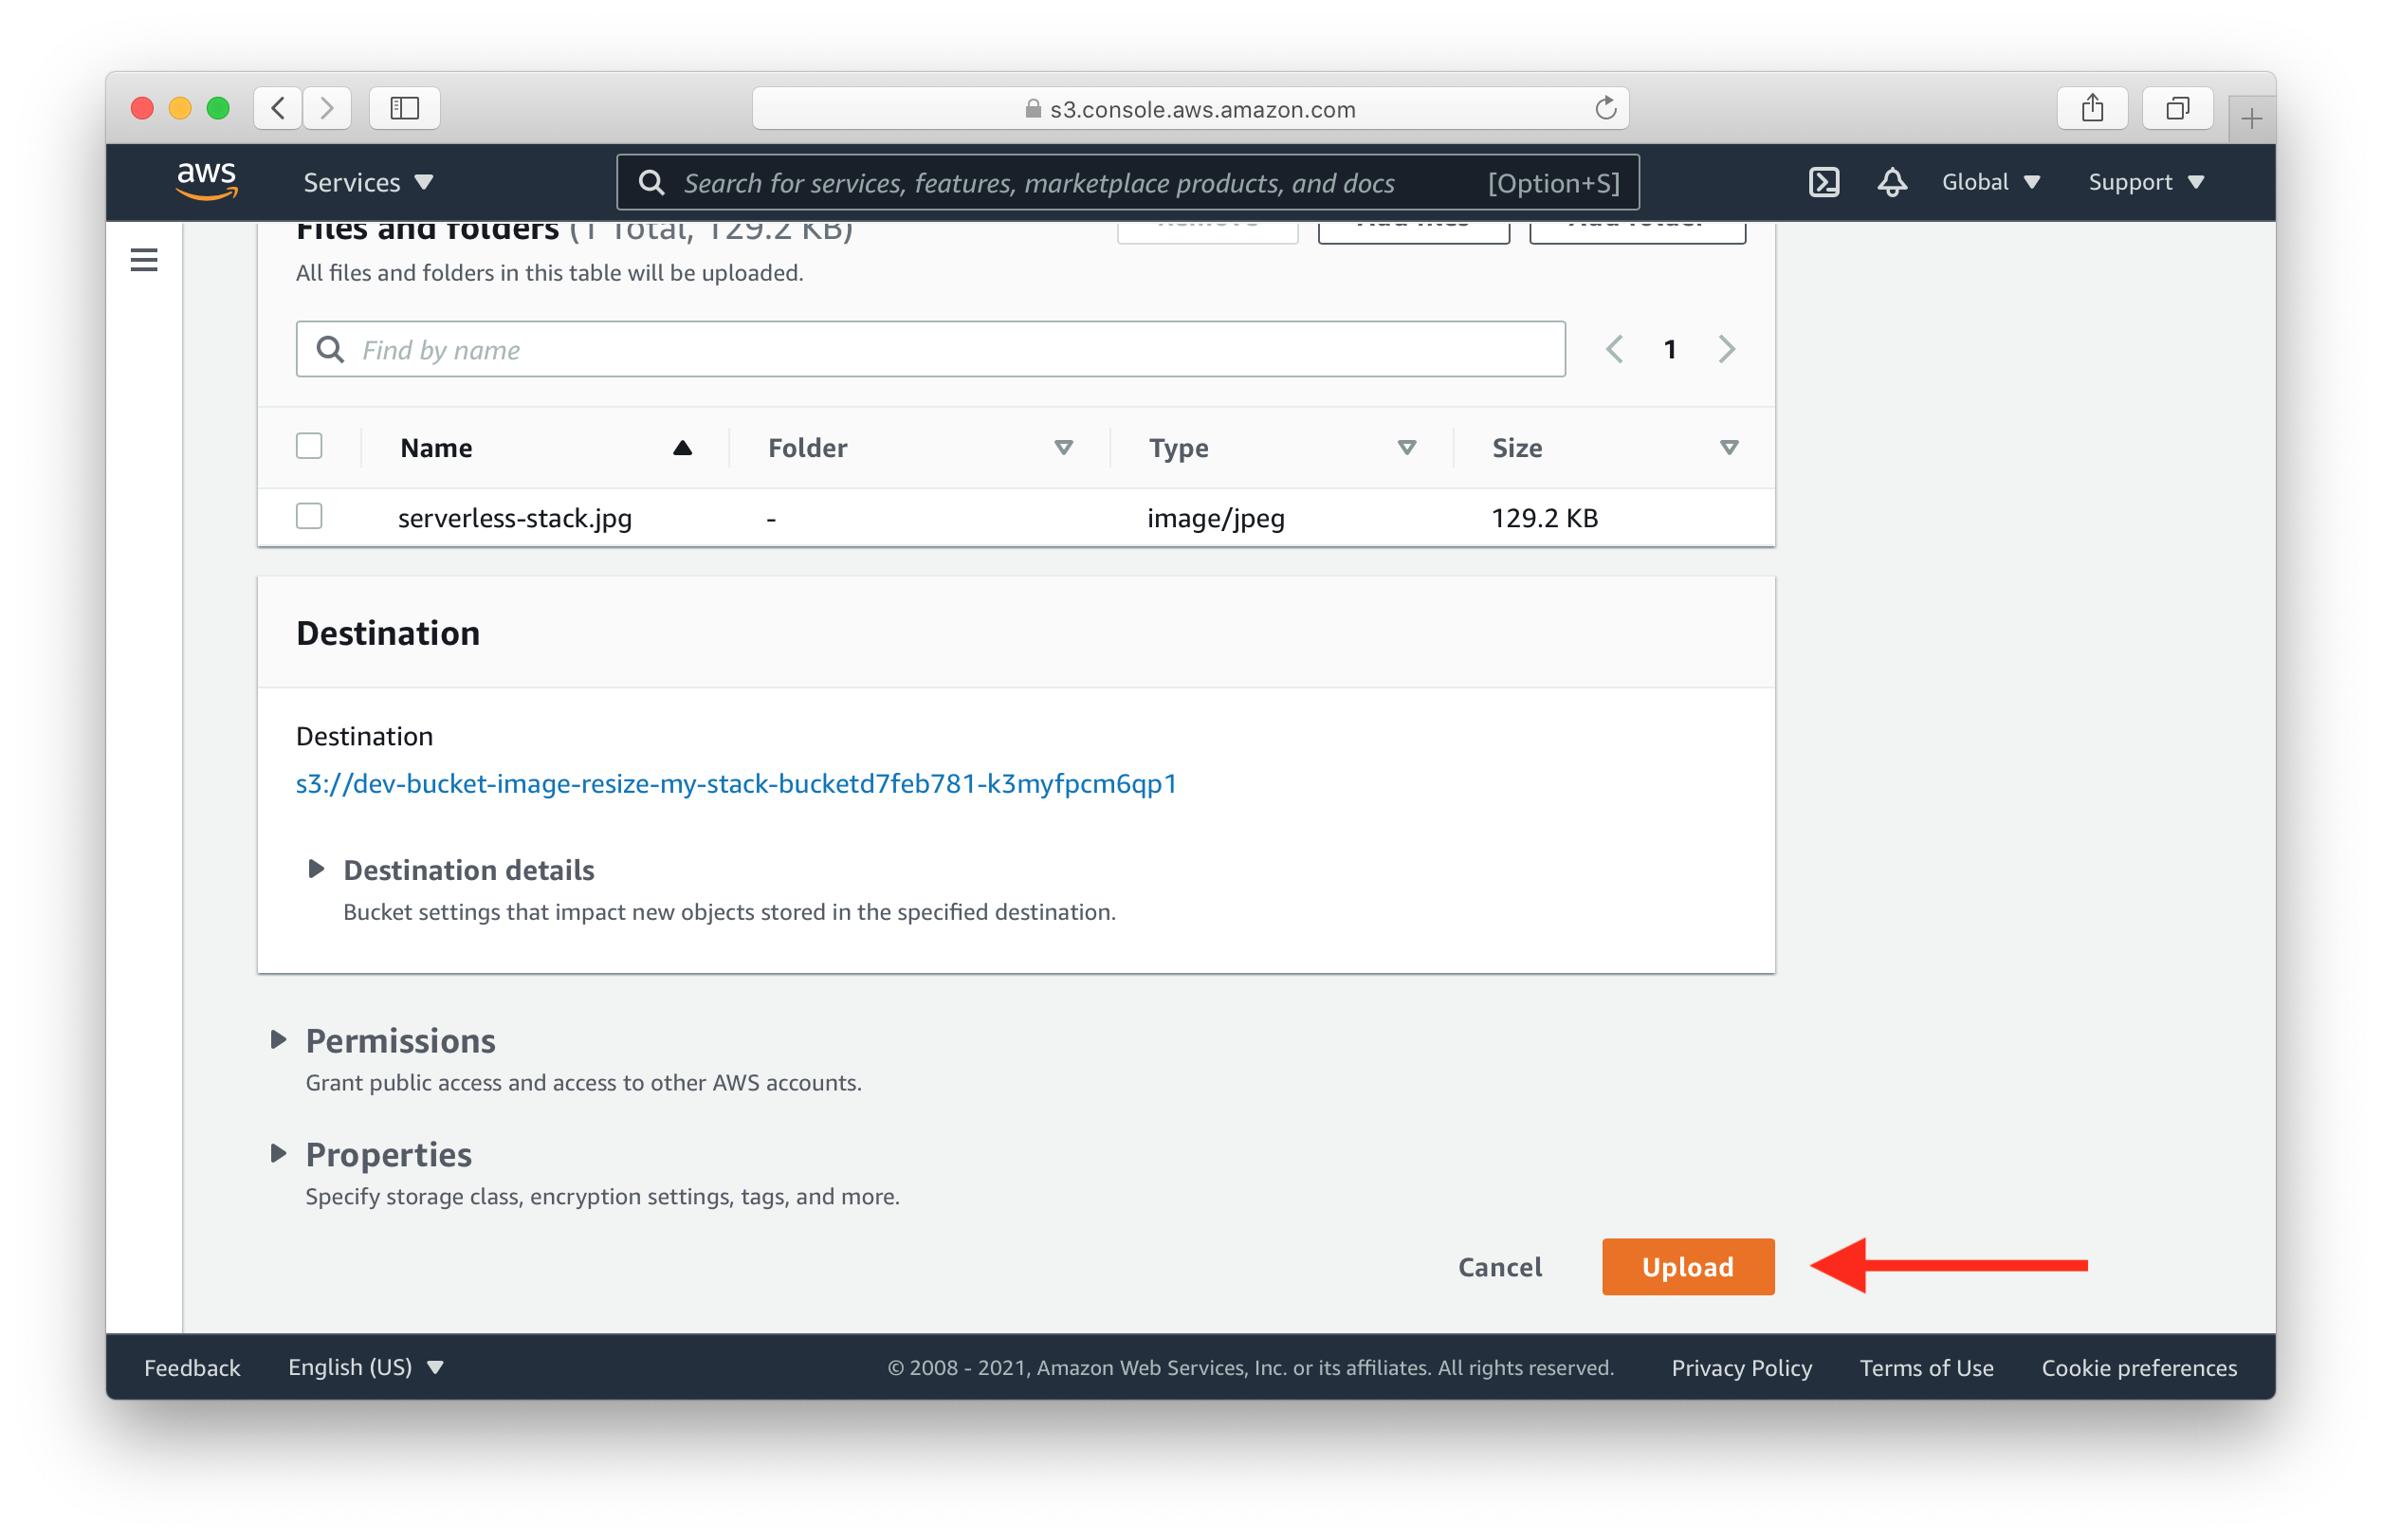 s3.console.aws.amazon.com
aws
Services
Search for services, features, marketplace products, and docs [Option+S]
Global
Support
Files and folders (1 Total, 129.2 KB)
Remove Add files Add folder
All files and folders in this table will be uploaded.
Find by name
1
Name Folder Type Size
serverless-stack.jpg - image/jpeg 129.2 KB
Destination
Destination
s3://dev-bucket-image-resize-my-stack-bucketd7feb781-k3myfpcm6qp1
Destination details
Bucket settings that impact new objects stored in the specified destination.
Permissions
Grant public access and access to other AWS accounts.
Properties
Specify storage class, encryption settings, tags, and more.
Cancel Upload
Feedback English (US) © 2008 - 2021, Amazon Web Services, Inc. or its affiliates. All rights reserved. Privacy Policy Terms of Use Cookie preferences